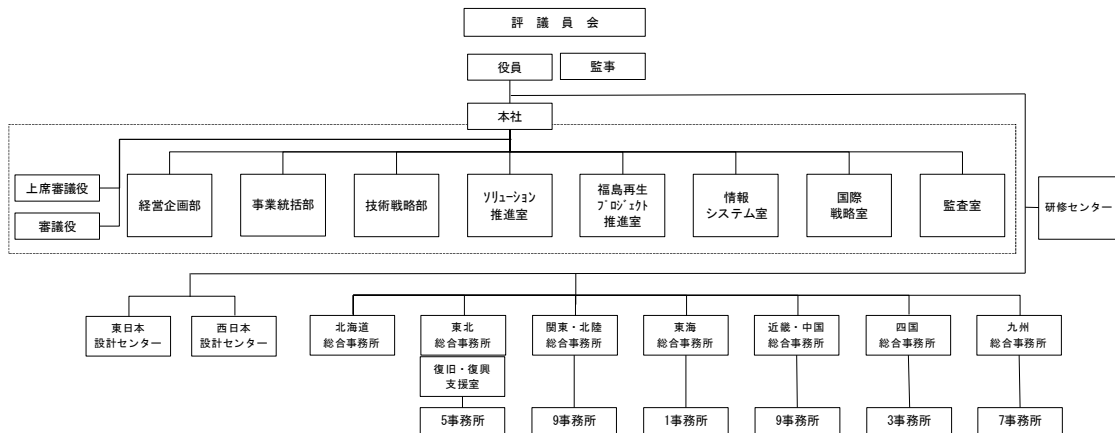 評 議 員 会
役員
監事
本社
上席審議役
審議役
経営企画部
事業統括部
技術戦略部
ソリューション
推進室
福島再生
プロジェクト
推進室
情報
システム室
国際
戦略室
監査室
研修センター
東日本
設計センター
西日本
設計センター
北海道
総合事務所
東北
総合事務所
関東・北陸
総合事務所
東海
総合事務所
近畿・中国
総合事務所
四国
総合事務所
九州
総合事務所
復旧・復興
支援室
5事務所
9事務所
1事務所
9事務所
3事務所
7事務所